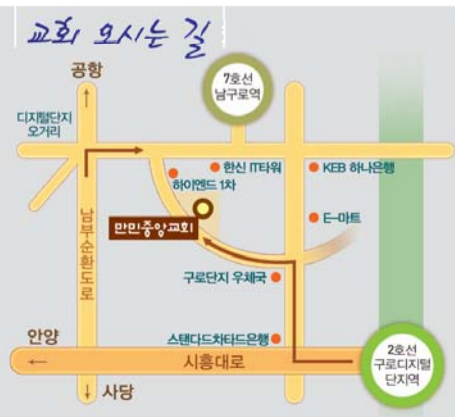 교회 오시는 길
공항
7호선
남구로역
디지털단지
오거리
한신 IT타워
KEB 하나은행
하이엔드 1차
E-마트
만민중앙교회
남부순환도로
구로단지 우체국
스탠다드차타드은행
안양
시흥대로
2호선
구로디지털
단지역
사당